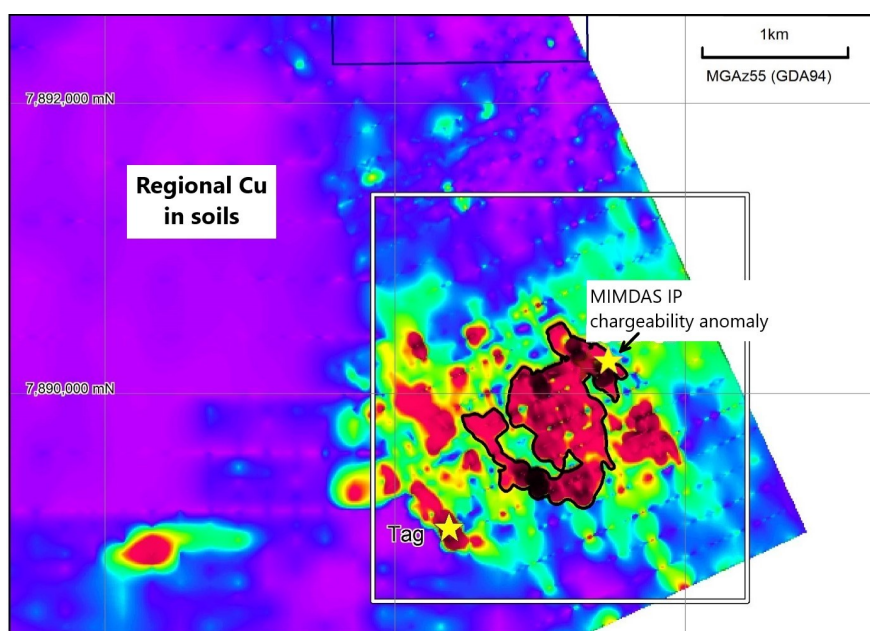 1km
MGAz55 (GDA94)
7,892,000 mN
Regional Cu
in soils
MIMDAS IP
chargeability anomaly
7,890,000 mN
Tag